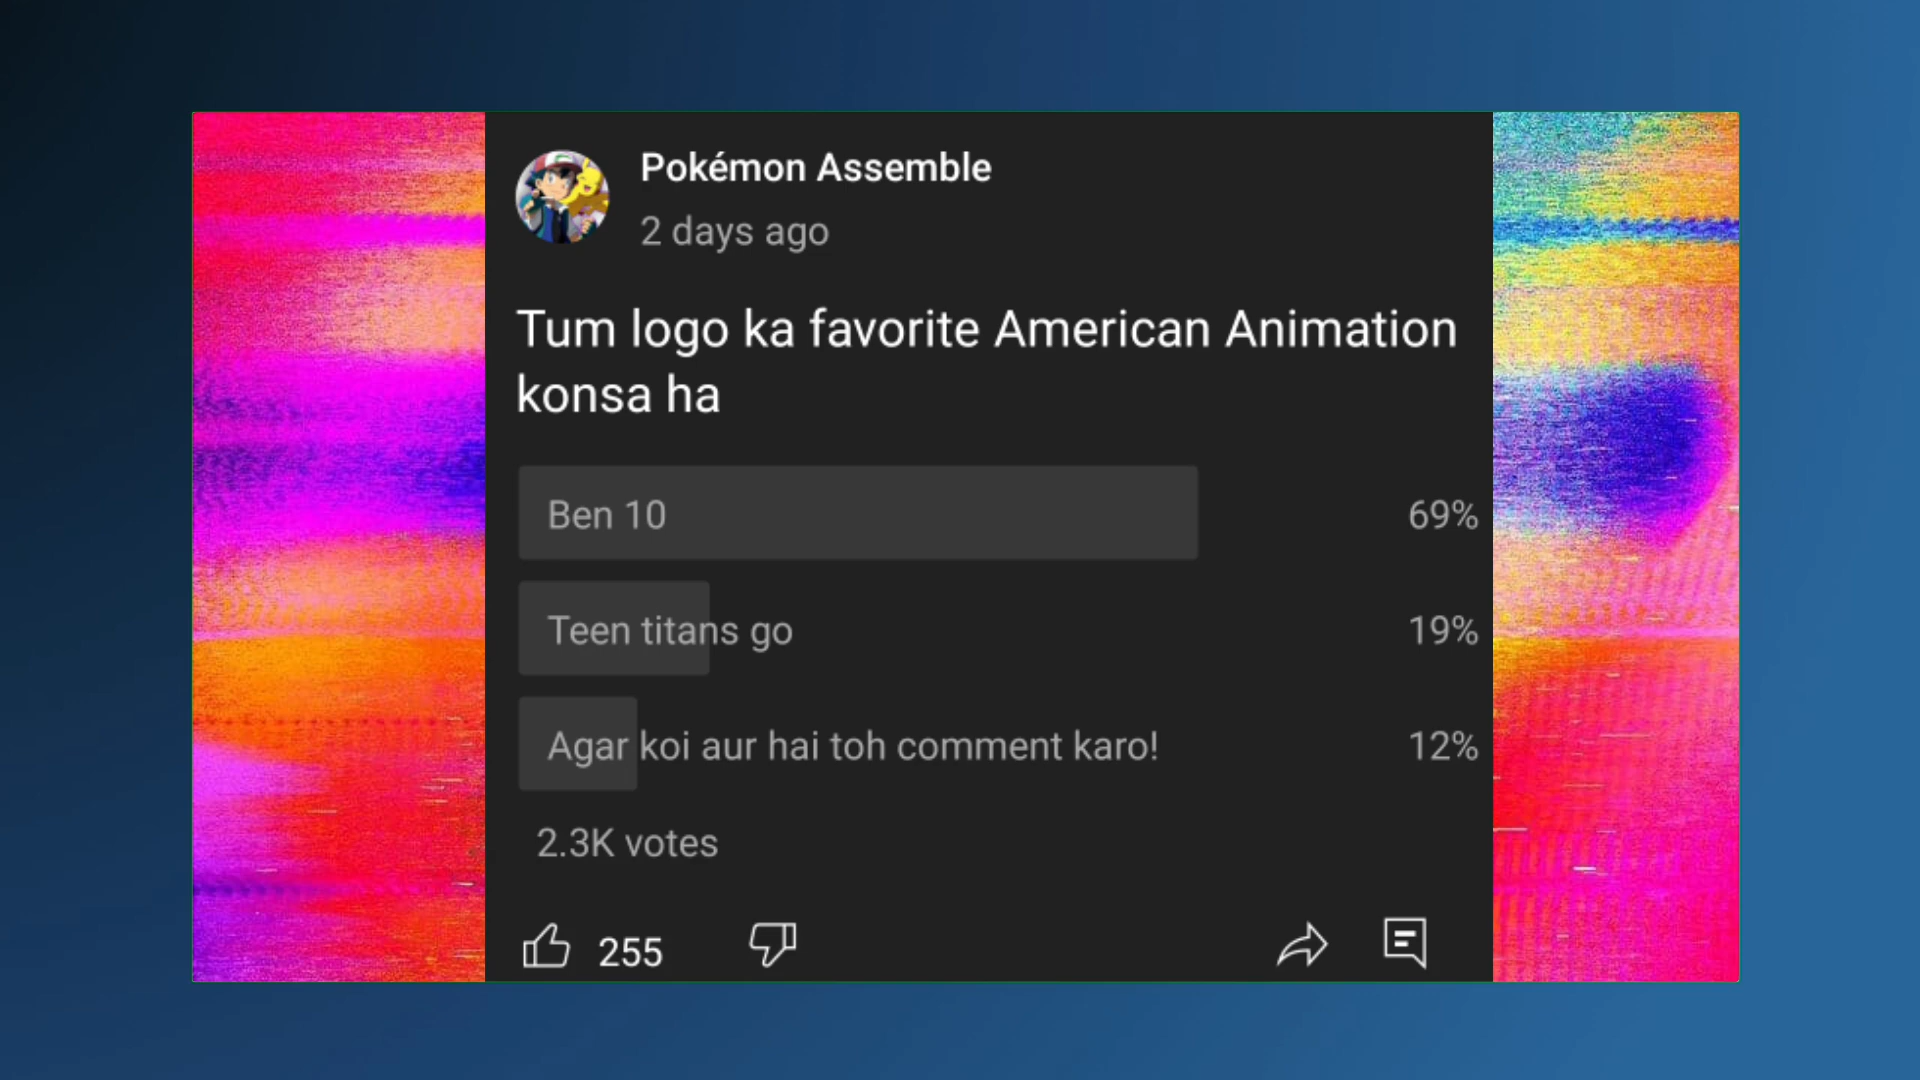 Pokémon Assemble
2 days ago
Tum logo ka favorite American Animation
konsa ha
Ben 10 69%
Teen titans go 19%
Agar koi aur hai toh comment karo! 12%
2.3K votes
255